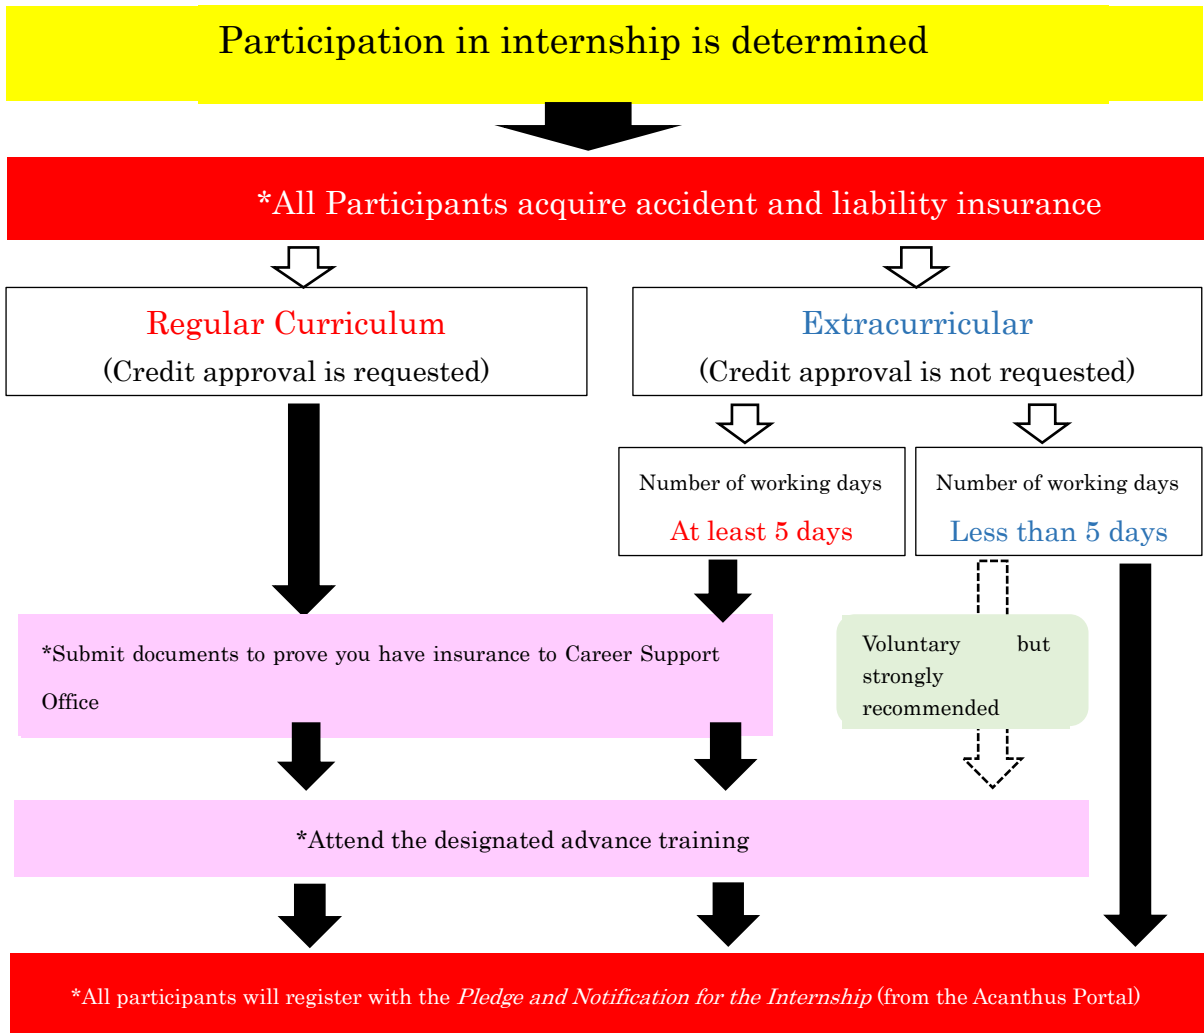 Participation in internship is determined
*All Participants acquire accident and liability insurance
Regular Curriculum
(Credit approval is requested)
Extracurricular
(Credit approval is not requested)
Number of working days
At least 5 days
Number of working days
Less than 5 days
*Submit documents to prove you have insurance to Career Support
Office
Voluntary but
strongly
recommended
*Attend the designated advance training
*All participants will register with the Pledge and Notification for the Internship (from the Acanthus Portal)